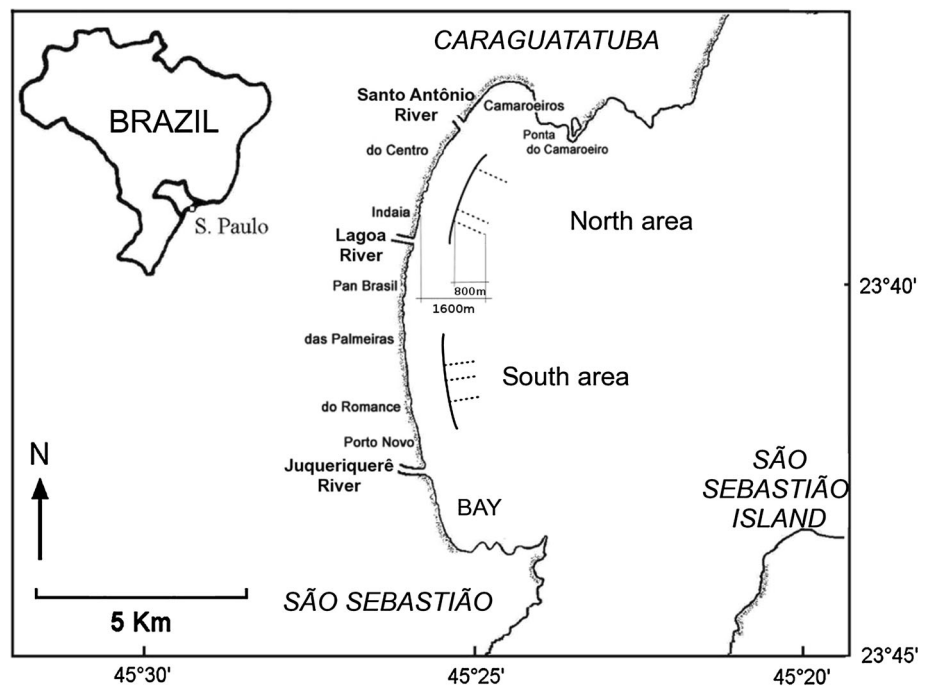 CARAGUATATUBA
BRAZIL
S. Paulo
Santo Antônio
River
Camaroeiros
Ponta
do Camaroeiro
do Centro
Indaia
North area
Lagoa
River
Pan Brasil
800m
1600m
23°40'
das Palmeiras
South area
do Romance
Porto Novo
Juqueriquerê
River
N
BAY
SÃO
SEBASTIÃO
ISLAND
SÃO SEBASTIÃO
5 Km
23°45'
45°30'
45°25'
45°20'